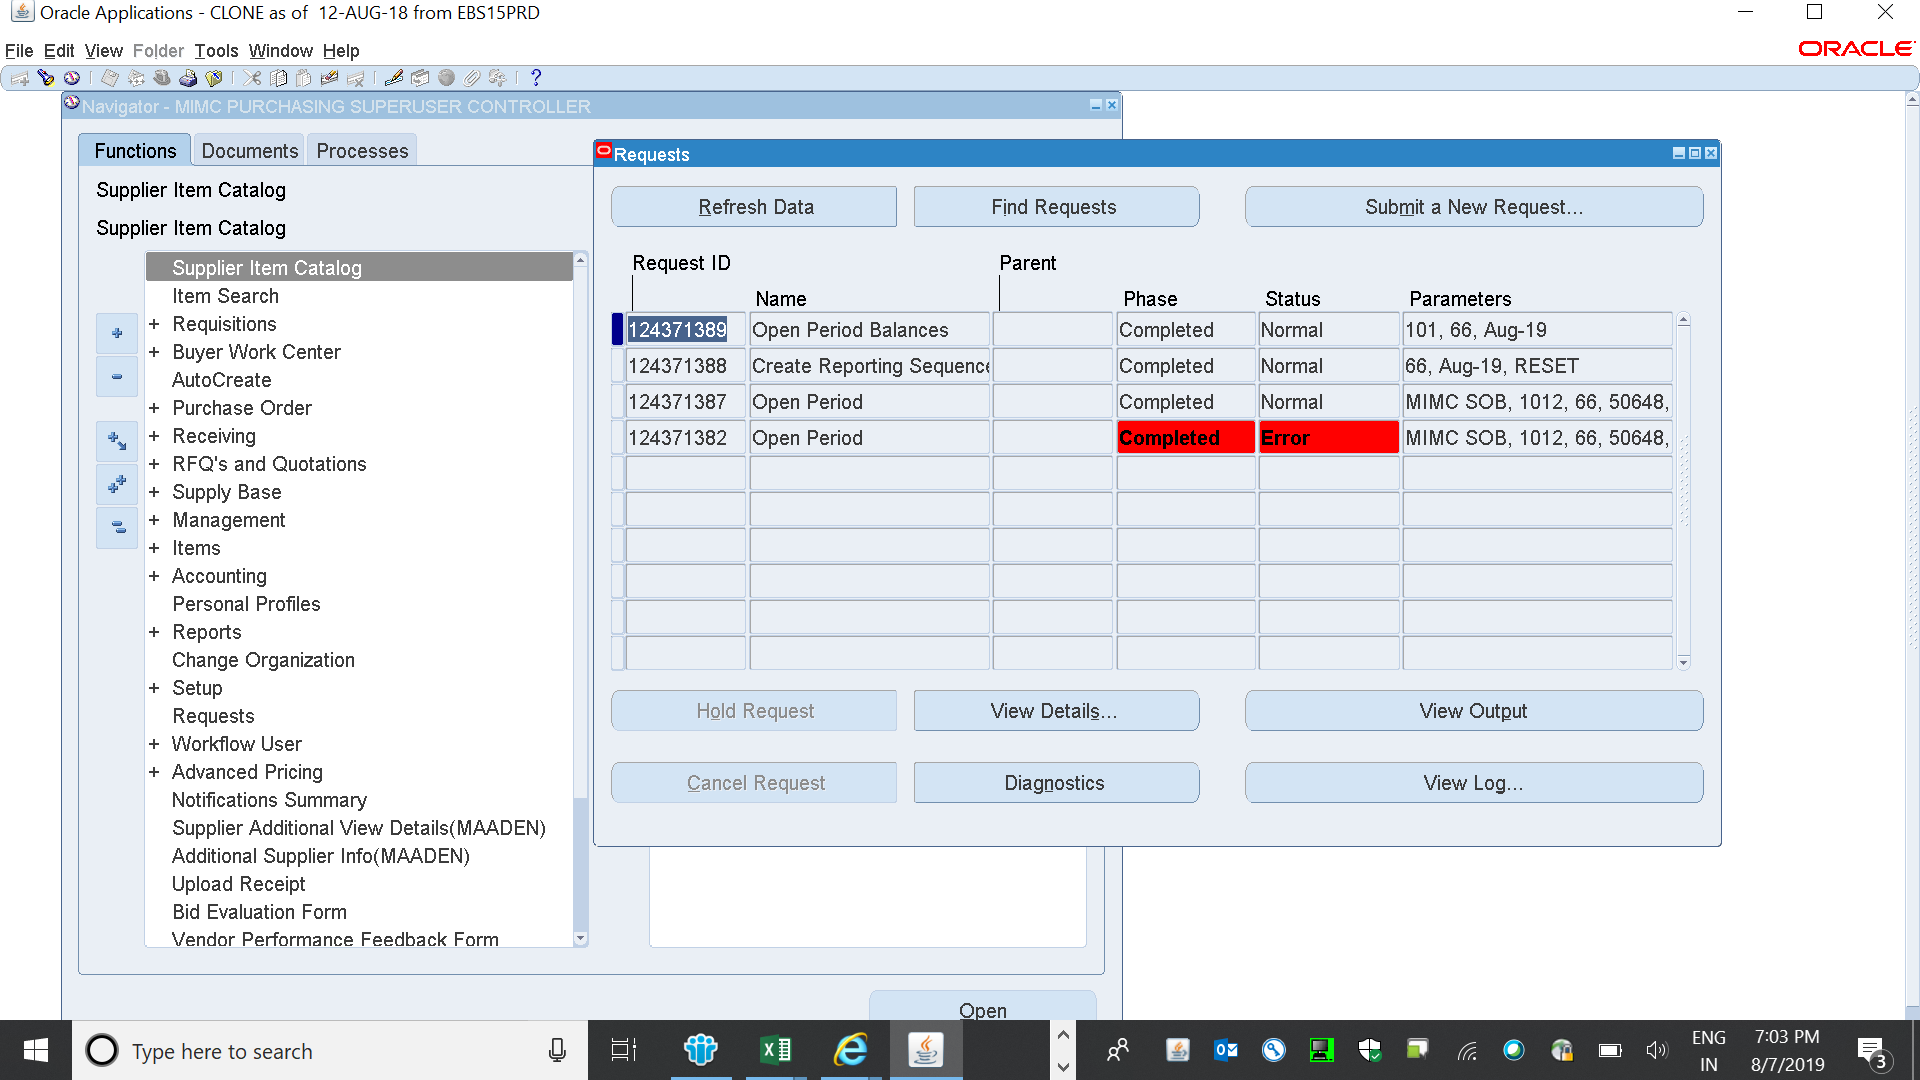 Oracle Applications - CLONE as of  12-AUG-18 from EBS15PRD
File Edit View Folder Tools Window Help
ORACLE
Navigator - MIMC PURCHASING SUPERUSER CONTROLLER
Functions Documents Processes
Supplier Item Catalog
Supplier Item Catalog
Supplier Item Catalog
Item Search
+ Requisitions
+ Buyer Work Center
AutoCreate
+ Purchase Order
+ Receiving
+ RFQ's and Quotations
+ Supply Base
+ Management
+ Items
+ Accounting
Personal Profiles
+ Reports
Change Organization
+ Setup
Requests
+ Workflow User
+ Advanced Pricing
Notifications Summary
Supplier Additional View Details(MAADEN)
Additional Supplier Info(MAADEN)
Upload Receipt
Bid Evaluation Form
Vendor Performance Feedback Form
Open
Requests
Refresh Data Find Requests Submit a New Request...
Request ID Parent
Name Phase Status Parameters
124371389 Open Period Balances Completed Normal 101, 66, Aug-19
124371388 Create Reporting Sequence Completed Normal 66, Aug-19, RESET
124371387 Open Period Completed Normal MIMC SOB, 1012, 66, 50648,
124371382 Open Period Completed Error MIMC SOB, 1012, 66, 50648,
Hold Request View Details... View Output
Cancel Request Diagnostics View Log...
Type here to search
ENG
IN
7:03 PM
8/7/2019
3